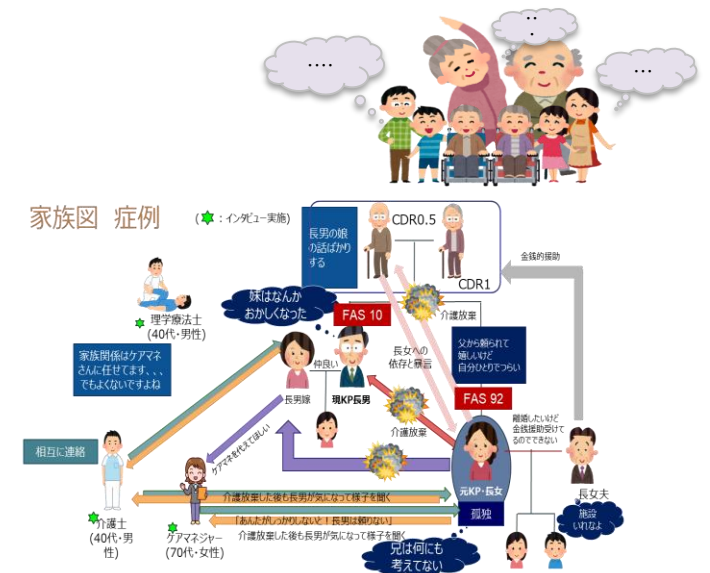 ....
..
.
...
家族図 症例
(　：インタビュー実施)
長男の娘
の話ばかり
する
CDR0.5
CDR1
金銭的援助
妹はなんか
おかしくなった
FAS 10
介護放棄
理学療法士
(40代・男性)
家族関係はケアマネ
さんに任せてます、、、
でもよくないですよね
仲良い
長女への
依存と暴言
父から頼られて
嬉しいけど
自分ひとりでつらい
FAS 92
長男嫁
現KP長男
介護放棄
離婚したいけど
金銭援助受けて
るのでできない
相互に連絡
ケアマネを代えてほしい
元KP・長女
孤独
長女夫
施設
いれなよ
介護放棄した後も長男が気になって様子を聞く
介護士
(40代・男
性)
ケアマネジャー
(70代・女性)
「あんたがしっかりしないと！長男は頼りない」
介護放棄した後も長男が気になって様子を聞く
兄は何にも
考えてない